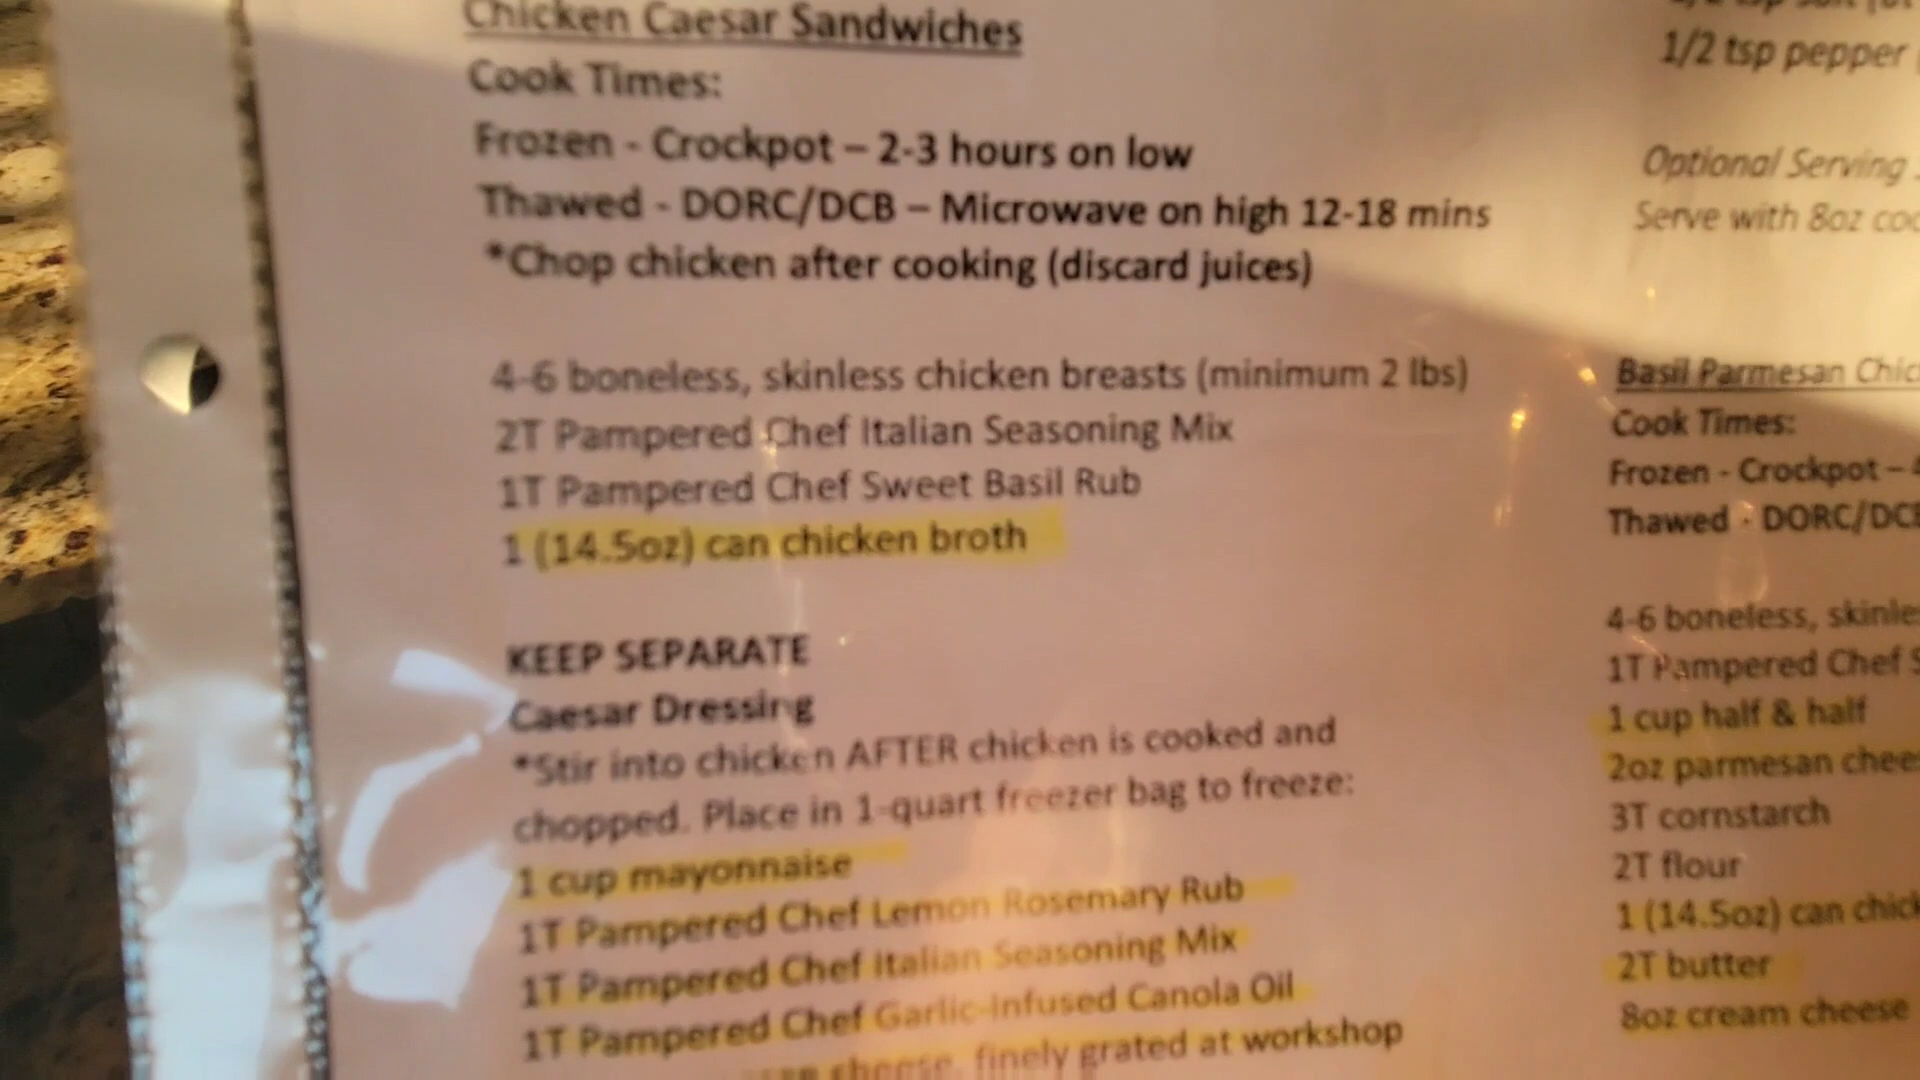 Chicken Caesar Sandwiches
Cook Times:
Frozen - Crockpot – 2-3 hours on low
Thawed - DORC/DCB – Microwave on high 12-18 mins
*Chop chicken after cooking (discard juices)
4-6 boneless, skinless chicken breasts (minimum 2 lbs)
2T Pampered Chef Italian Seasoning Mix
1T Pampered Chef Sweet Basil Rub
1 (14.5oz) can chicken broth
KEEP SEPARATE
Caesar Dressing
*Stir into chicken AFTER chicken is cooked and
chopped. Place in 1-quart freezer bag to freeze:
1 cup mayonnaise
1T Pampered Chef Lemon Rosemary Rub
1T Pampered Chef Italian Seasoning Mix
1T Pampered Chef Garlic-Infused Canola Oil
cheese, finely grated at workshop
1/2 tsp pepper
Optional Serving
Serve with 8oz
Basil Parmesan
Cook Times:
Frozen - Crockpot –
Thawed - DORC/
4-6 boneless,
1T Pampered Chef
1 cup half & half
2oz parmesan
3T cornstarch
2T flour
1 (14.5oz) can
2T butter
8oz cream cheese